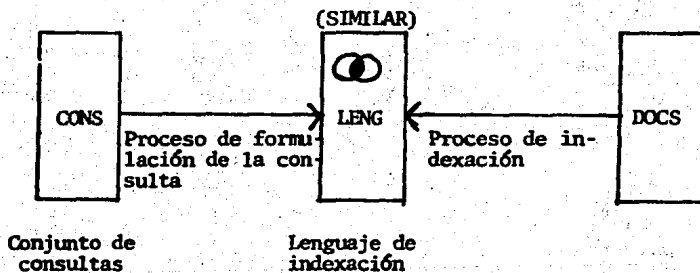 (SIMILAR)
CONS
LENG
DOCS
Proceso de formu-
lación de la con-
sulta
Proceso de in-
dexación
Conjunto de
consultas
Lenguaje de
indexación